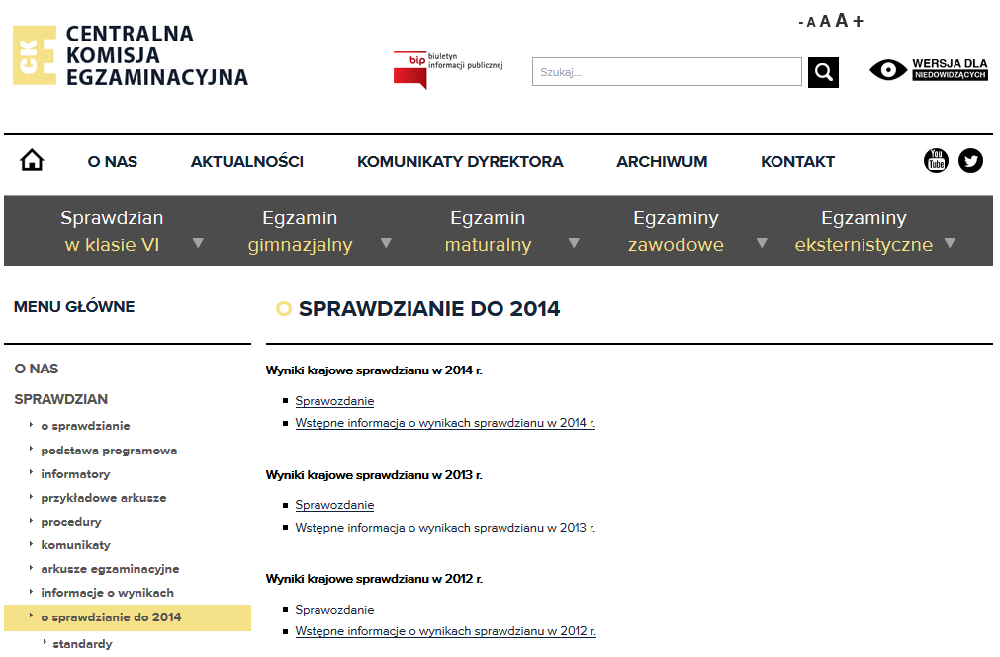 CKE
CENTRALNA
KOMISJA
EGZAMINACYJNA
bip
biuletyn
informacji publicznej
Szukaj...
- A A A +
WERSJA DLA
NIEDOWIDZĄCYCH
O NAS
AKTUALNOŚCI
KOMUNIKATY DYREKTORA
ARCHIWUM
KONTAKT
You
Tube
Sprawdzian
w klasie VI
Egzamin
gimnazjalny
Egzamin
maturalny
Egzaminy
zawodowe
Egzaminy
eksternistyczne
MENU GŁÓWNE
O NAS
SPRAWDZIAN
o sprawdzianie
podstawa programowa
informatory
przykładowe arkusze
procedury
komunikaty
arkusze egzaminacyjne
informacje o wynikach
o sprawdzianie do 2014
standardy
O SPRAWDZIANIE DO 2014
Wyniki krajowe sprawdzianu w 2014 r.
Sprawozdanie
Wstępne informacja o wynikach sprawdzianu w 2014 r.
Wyniki krajowe sprawdzianu w 2013 r.
Sprawozdanie
Wstępne informacja o wynikach sprawdzianu w 2013 r.
Wyniki krajowe sprawdzianu w 2012 r.
Sprawozdanie
Wstępne informacje o wynikach sprawdzianu w 2012 r.